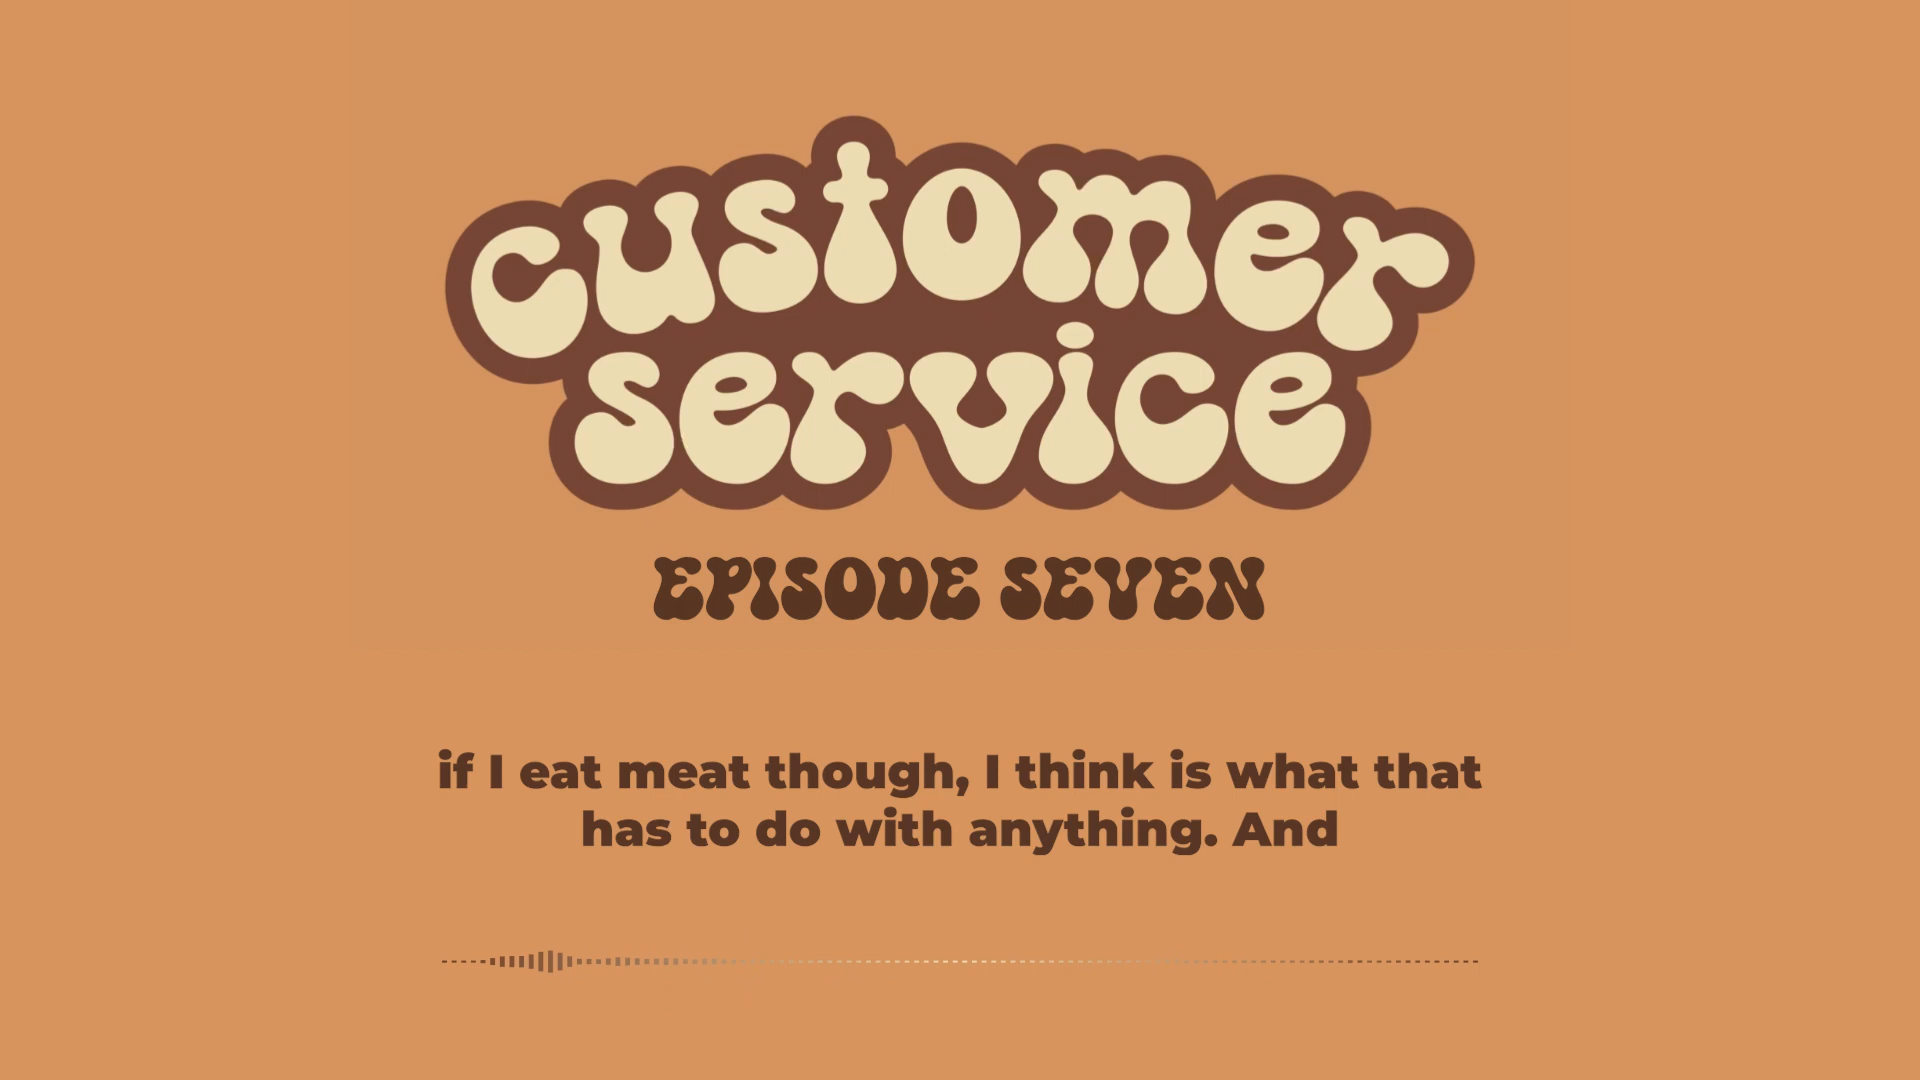 customer
service
EPISODE SEVEN
if I eat meat though, I think is what that
has to do with anything. And